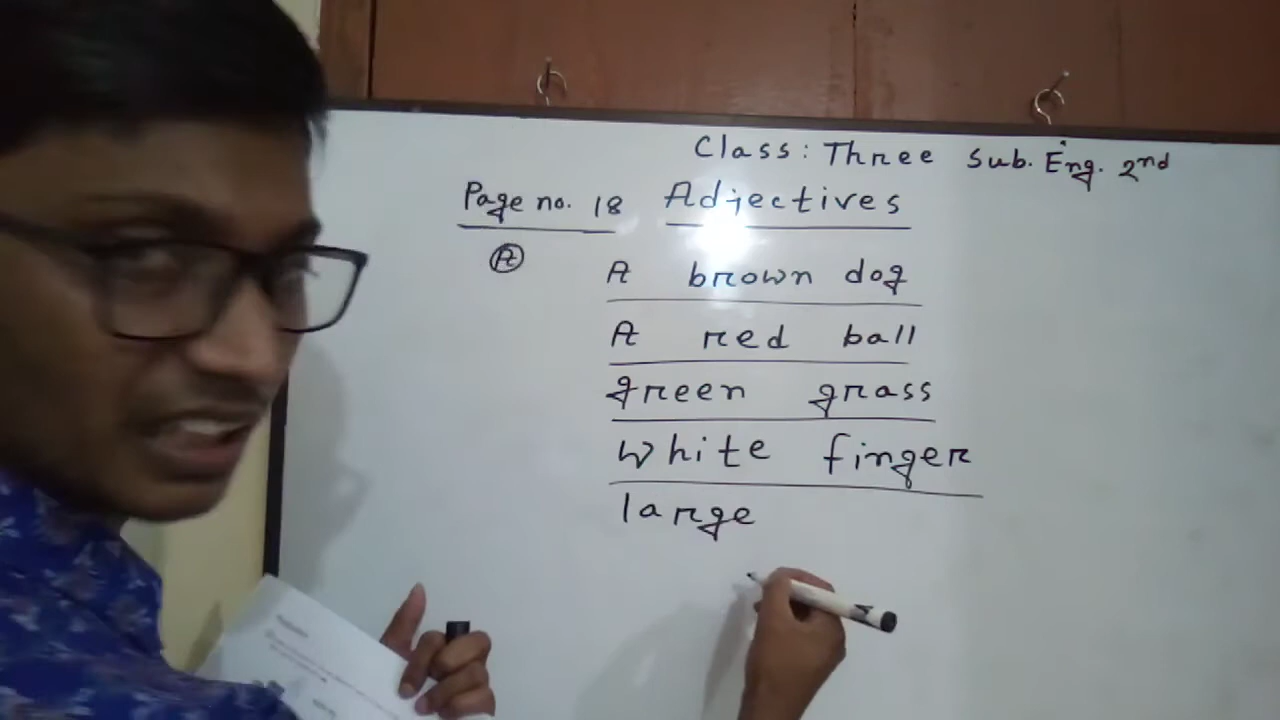 Class: Three Sub. Eng. 2nd
Page no. 18 Adjectives
A A brown dog
A red ball
green grass
White finger
large